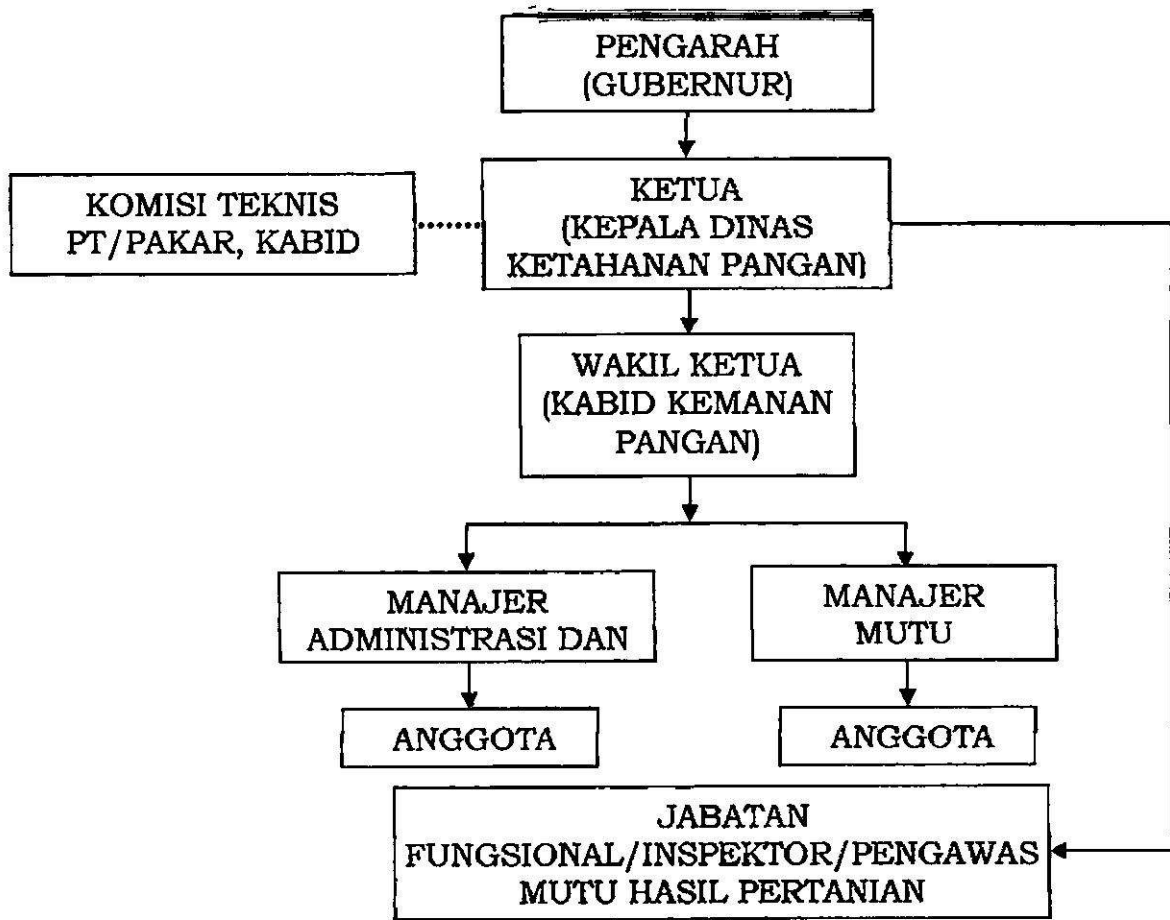 PENGARAH
(GUBERNUR)
KOMISI TEKNIS
PT/PAKAR, KABID
KETUA
(KEPALA DINAS
KETAHANAN PANGAN)
WAKIL KETUA
(KABID KEMANAN
PANGAN)
MANAJER
ADMINISTRASI DAN
MANAJER
MUTU
ANGGOTA
ANGGOTA
JABATAN
FUNGSIONAL/INSPEKTOR/PENGAWAS
MUTU HASIL PERTANIAN